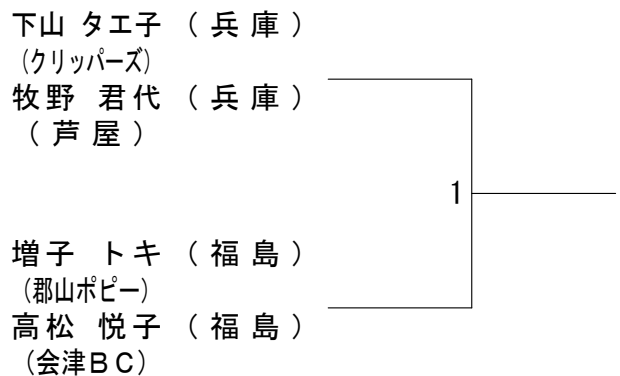 下山 タエ子 （ 兵 庫 ）
（クリッパーズ）
牧野 君代 （ 兵 庫 ）
（ 芦 屋 ）
1
増子 トキ （ 福 島 ）
（郡山ポピー）
高松 悦子 （ 福 島 ）
（会津ＢＣ）